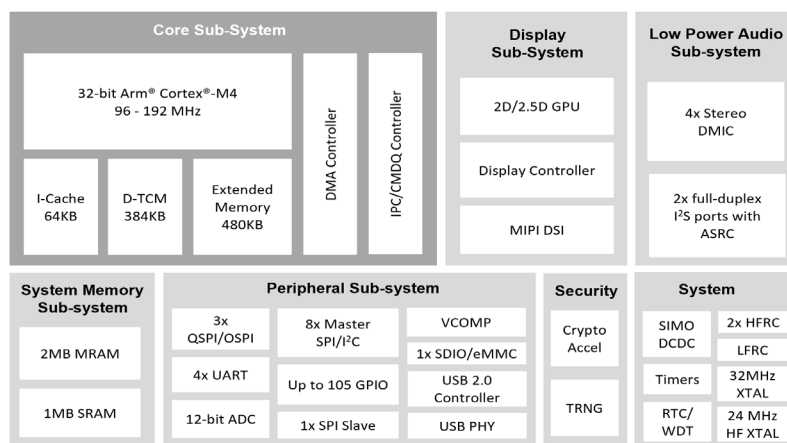 Core Sub-System
32-bit Arm® Cortex®-M4
96 - 192 MHz
I-Cache
64KB
D-TCM
384KB
Extended
Memory
480KB
DMA Controller
IPC/CMDQ Controller
Display
Sub-System
2D/2.5D GPU
Display Controller
MIPI DSI
Low Power Audio
Sub-system
4x Stereo
DMIC
2x full-duplex
I²S ports with
ASRC
System Memory
Sub-system
2MB MRAM
1MB SRAM
Peripheral Sub-system
3x
QSPI/OSPI
4x UART
12-bit ADC
8x Master
SPI/I²C
Up to 105 GPIO
1x SPI Slave
VCOMP
1x SDIO/eMMC
USB 2.0
Controller
USB PHY
Security
Crypto
Accel
TRNG
System
SIMO
DCDC
Timers
RTC/
WDT
2x HFRC
LFRC
32MHz
XTAL
24 MHz
HF XTAL